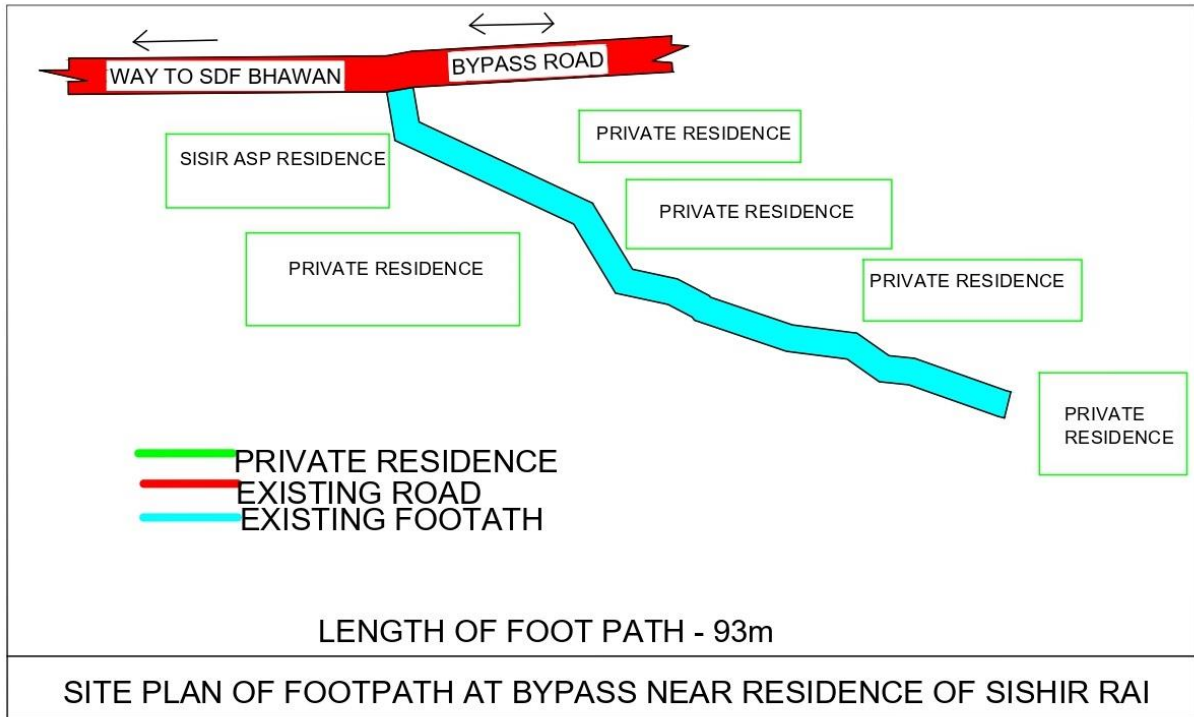 WAY TO SDF BHAWAN
BYPASS ROAD
PRIVATE RESIDENCE
SISIR ASP RESIDENCE
PRIVATE RESIDENCE
PRIVATE RESIDENCE
PRIVATE RESIDENCE
PRIVATE
RESIDENCE
PRIVATE RESIDENCE
EXISTING ROAD
EXISTING FOOTATH
LENGTH OF FOOT PATH - 93m
SITE PLAN OF FOOTPATH AT BYPASS NEAR RESIDENCE OF SISHIR RAI